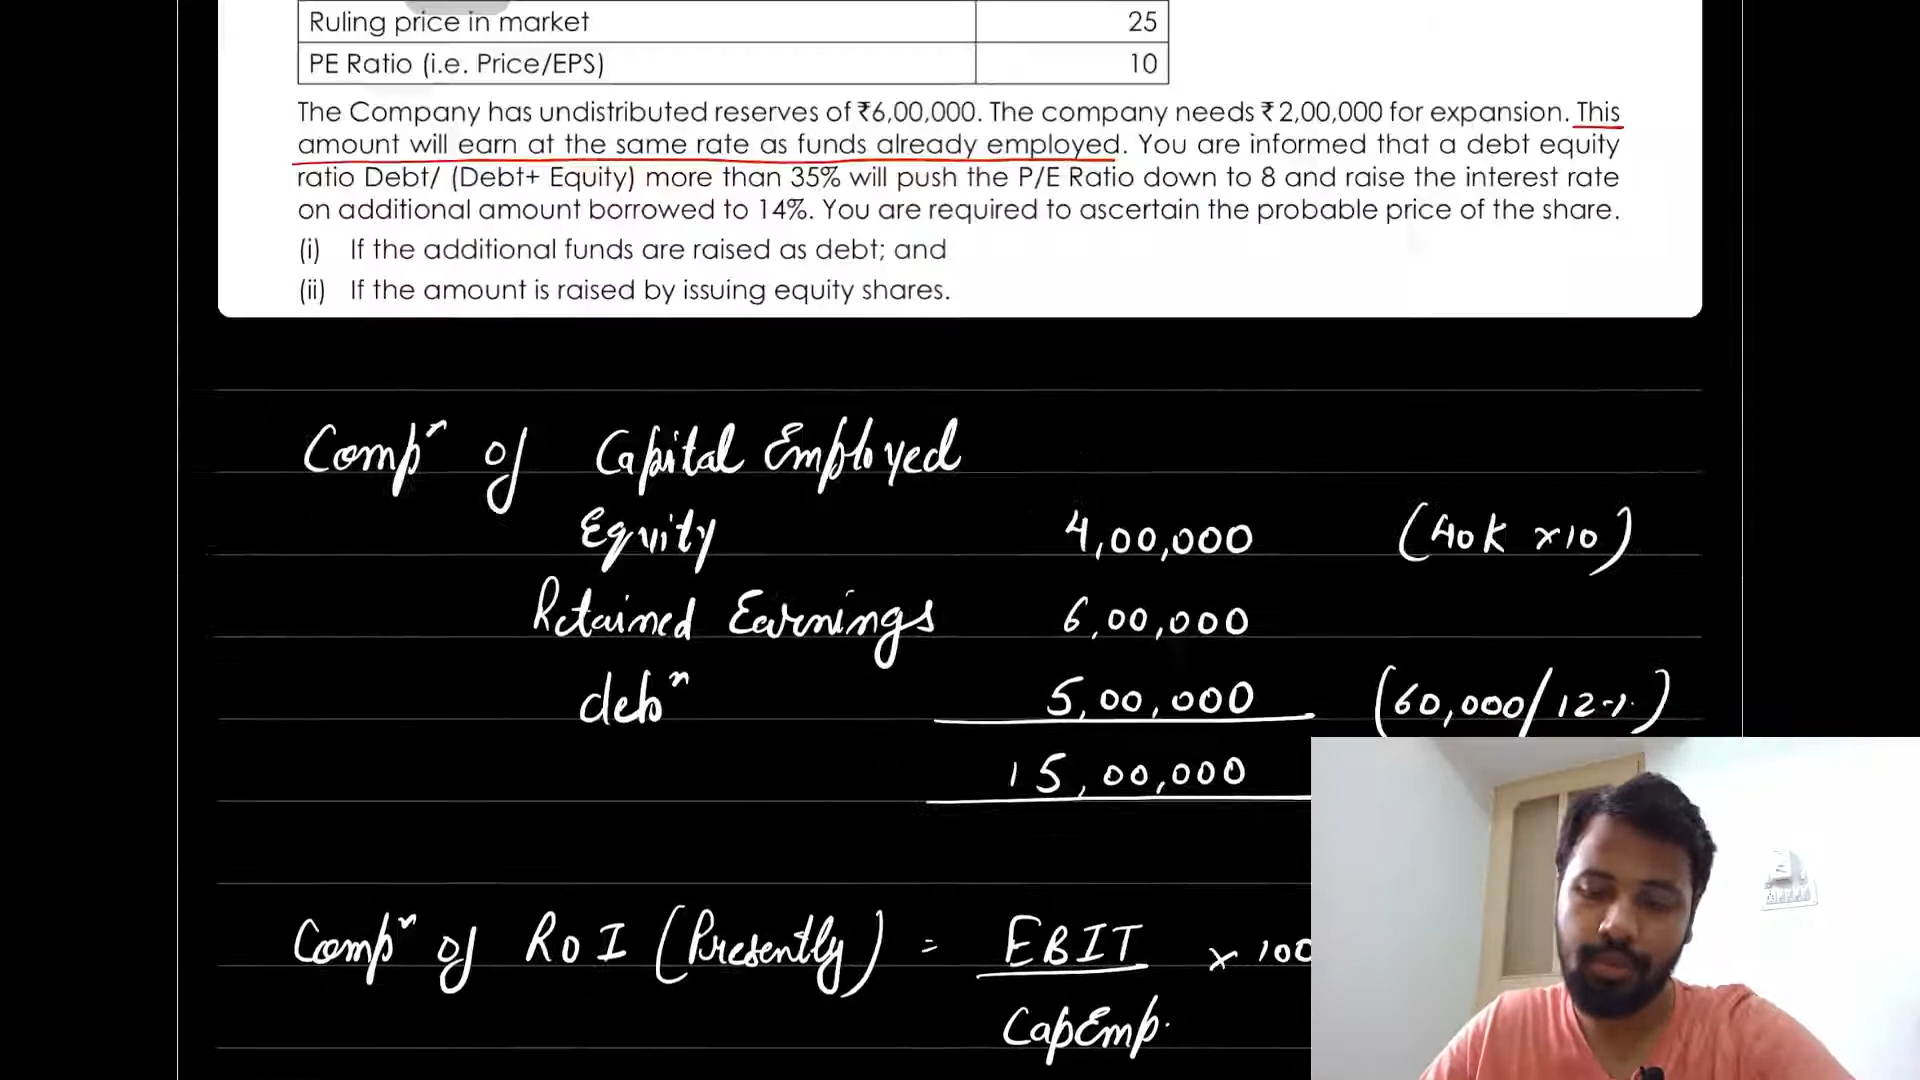 Ruling price in market 25
PE Ratio (i.e. Price/EPS) 10
The Company has undistributed reserves of ₹6,00,000. The company needs ₹2,00,000 for expansion. This
amount will earn at the same rate as funds already employed. You are informed that a debt equity
ratio Debt/ (Debt+ Equity) more than 35% will push the P/E Ratio down to 8 and raise the interest rate
on additional amount borrowed to 14%. You are required to ascertain the probable price of the share.
(i) If the additional funds are raised as debt; and
(ii) If the amount is raised by issuing equity shares.
Compⁿ of Capital Employed
Equity 4,00,000 (40K ×10)
Retained Earnings 6,00,000
debⁿ 5,00,000 (60,000/12%)
15,00,000
Compⁿ of ROI (Presently) = EBIT × 100
CapEmp.